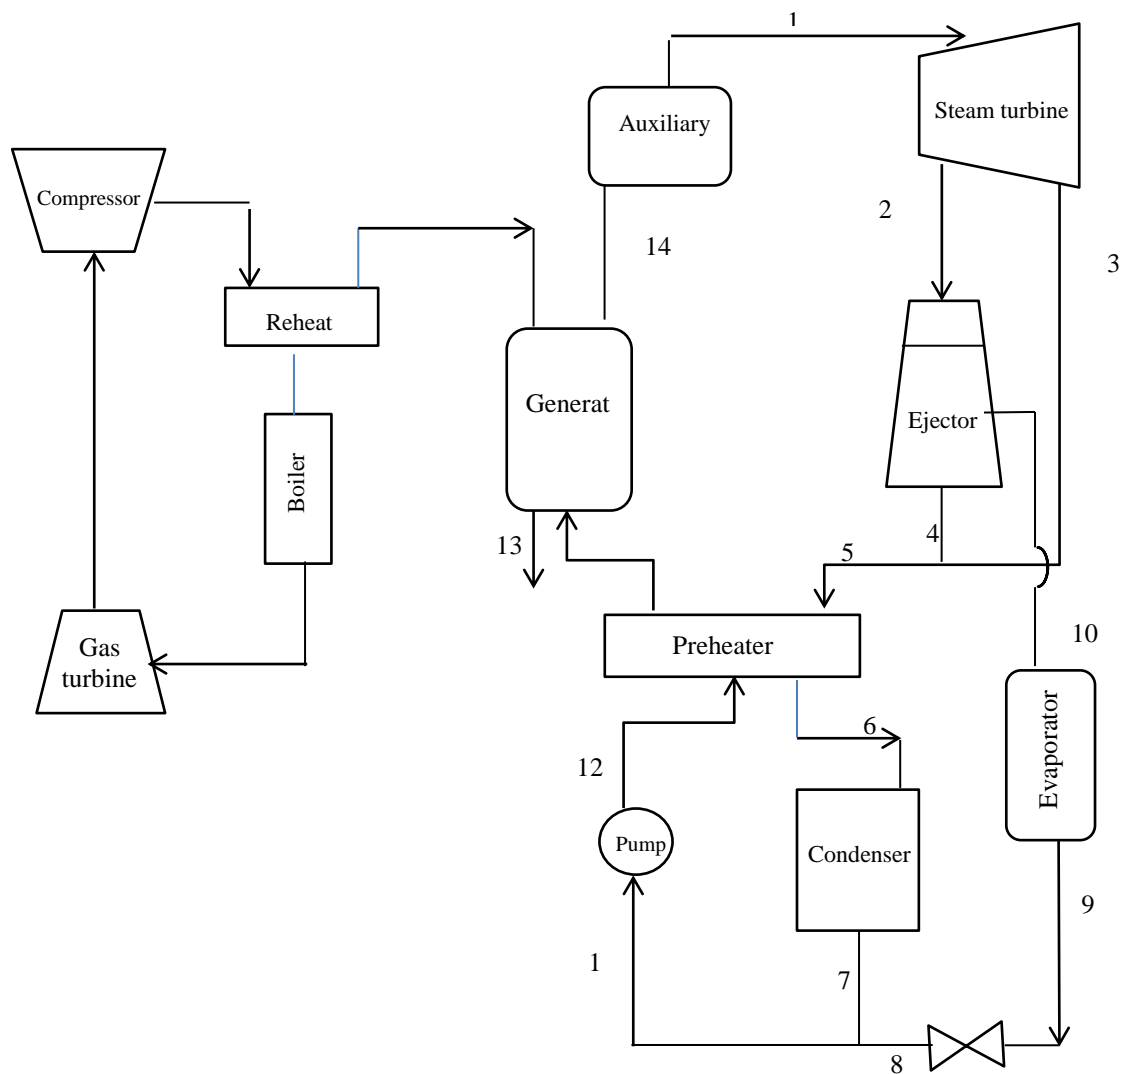 1
Steam turbine
Auxiliary
Compressor
2
14
3
Reheat
Generat
Ejector
Boiler
4
13
5
10
Gas
turbine
Preheater
6
Evaporator
12
Pump
Condenser
9
1
7
8